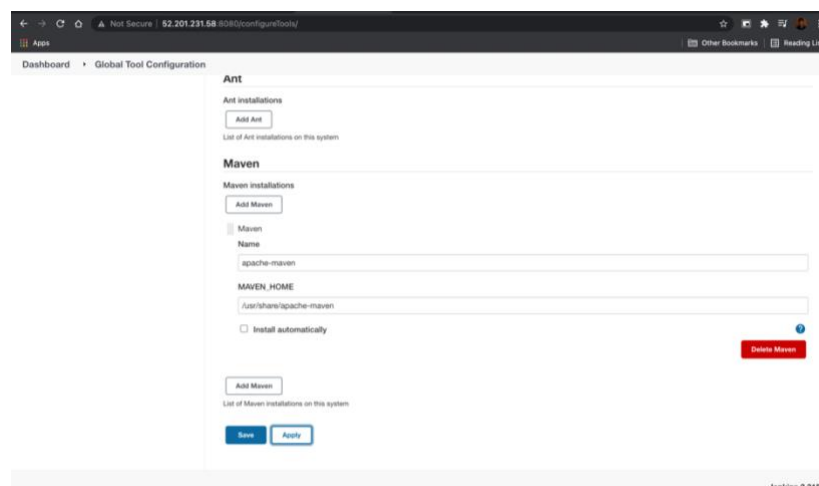 Not Secure | 52.201.231.58:8080/configureTools/
Apps
Other Bookmarks
Reading Li
Dashboard
Global Tool Configuration
Ant
Ant installations
Add Ant
List of Ant installations on this system
Maven
Maven installations
Add Maven
Maven
Name
apache-maven
MAVEN_HOME
/usr/share/apache-maven
Install automatically
Delete Maven
Add Maven
List of Maven installations on this system
Save
Apply